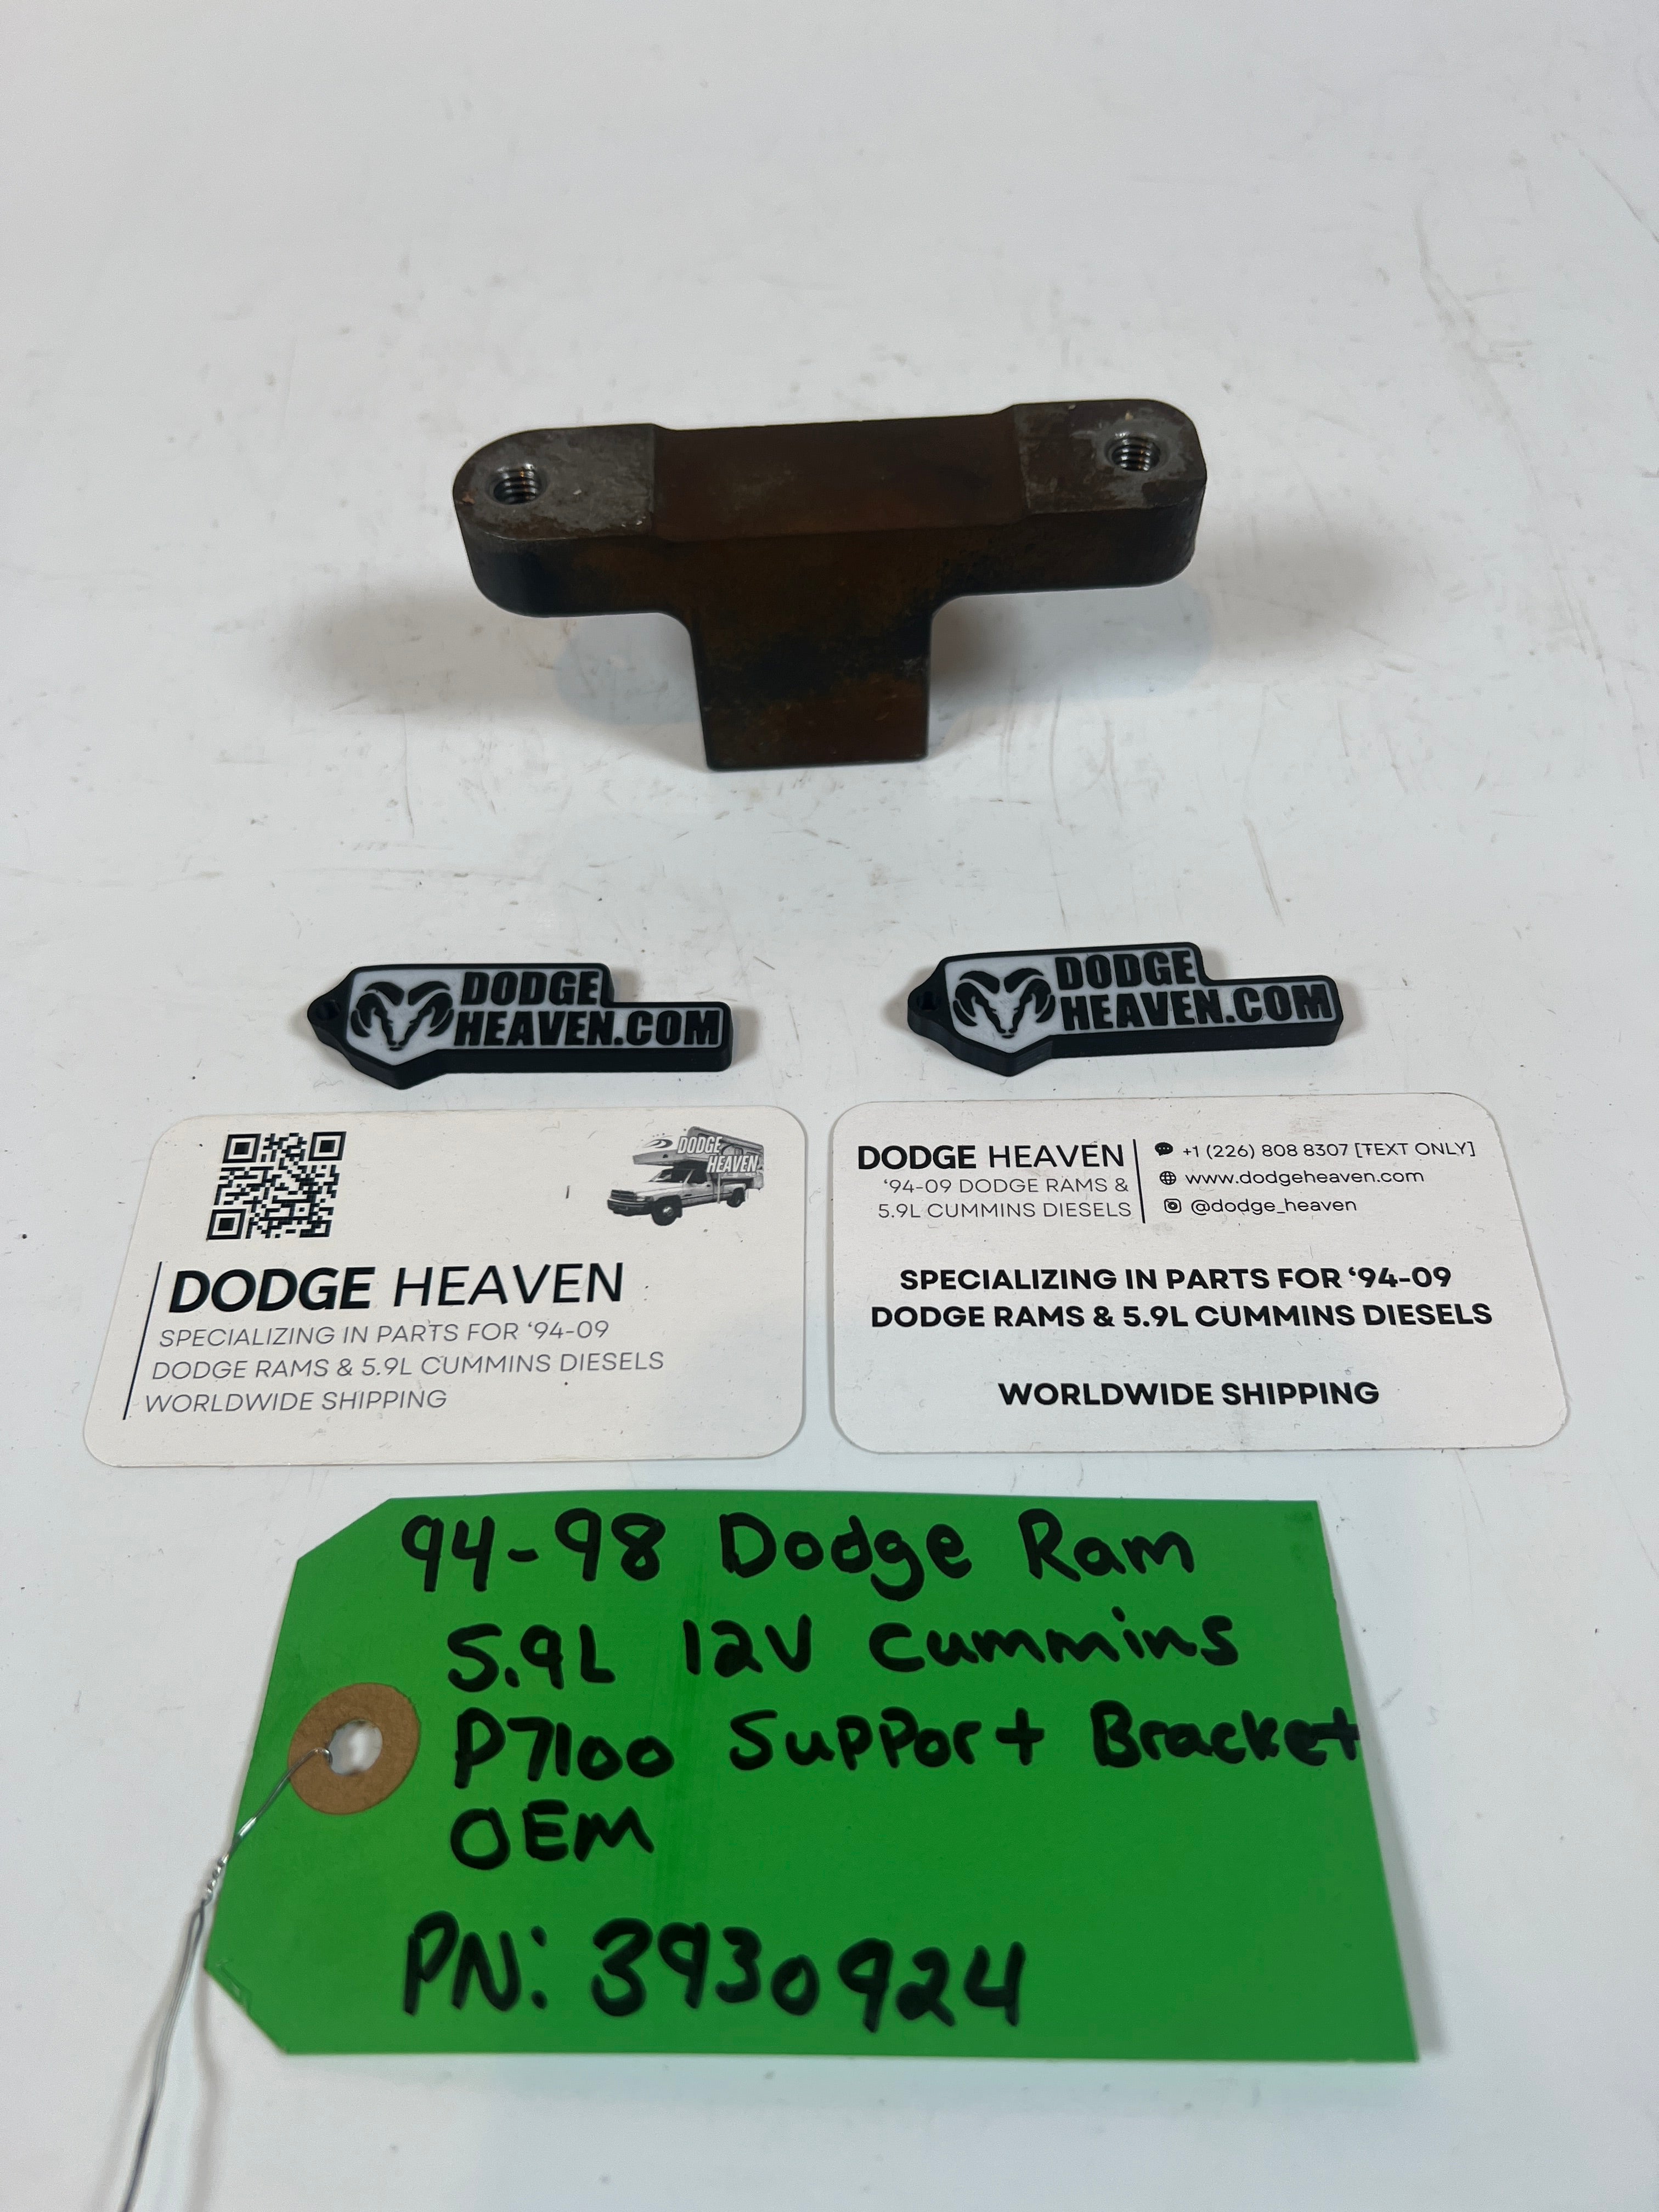 DODGE
HEAVEN.COM
DODGE
HEAVEN.COM
DODGE
HEAVEN
DODGE HEAVEN
SPECIALIZING IN PARTS FOR ‘94-09
DODGE RAMS & 5.9L CUMMINS DIESELS
WORLDWIDE SHIPPING
DODGE HEAVEN
‘94-09 DODGE RAMS &
5.9L CUMMINS DIESELS
+1 (226) 808 8307 [TEXT ONLY]
www.dodgeheaven.com
@dodge_heaven
SPECIALIZING IN PARTS FOR ‘94-09
DODGE RAMS & 5.9L CUMMINS DIESELS
WORLDWIDE SHIPPING
94-98 Dodge Ram
5.9L 12V Cummins
P7100 Support Bracket
OEM
PN: 3930924